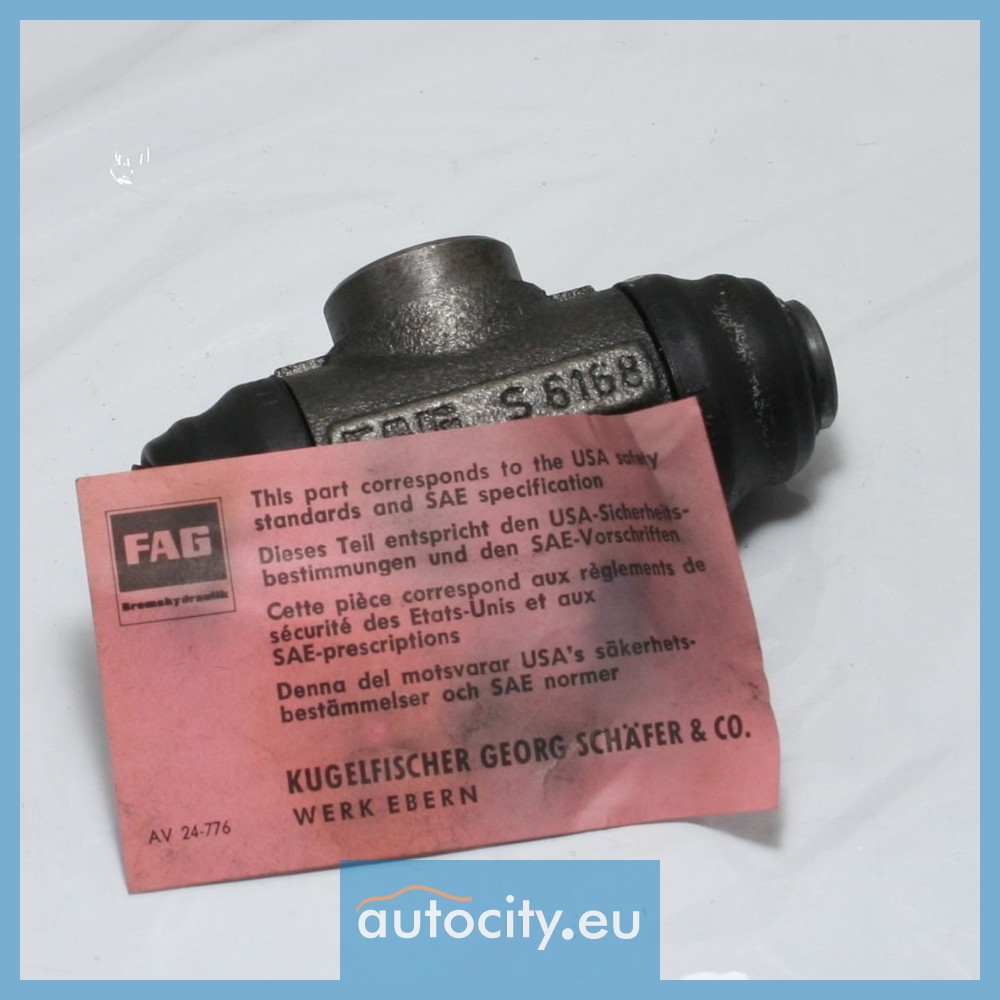 S 6168
FAG
Bremshydraulik
This part corresponds to the USA safety
standards and SAE specification
Dieses Teil entspricht den USA-Sicherheits-
bestimmungen und den SAE-Vorschriften
Cette pièce correspond aux règlements de
sécurité des Etats-Unis et aux
SAE-prescriptions
Denna del motsvarar USA's säkerhets-
bestämmelser och SAE normer
KUGELFISCHER GEORG SCHÄFER & CO.
WERK EBERN
AV 24-776
autocity.eu